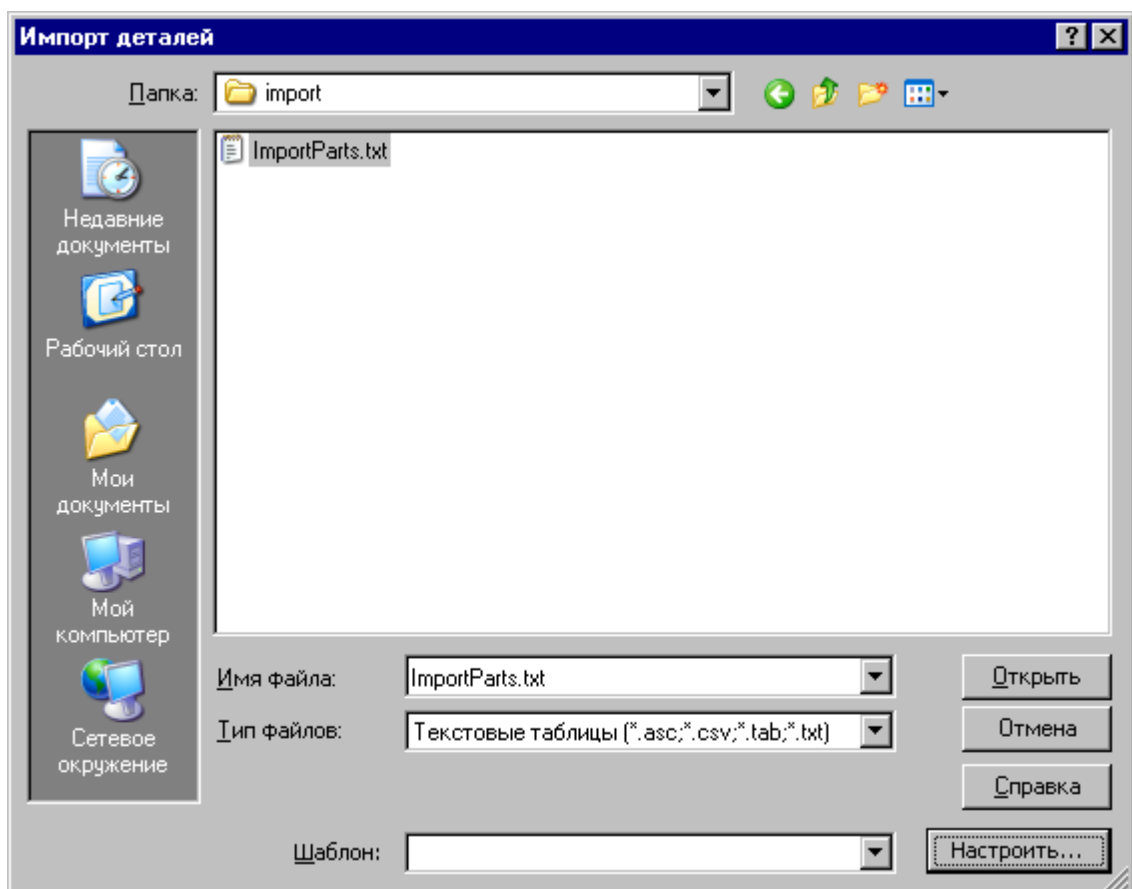 Импорт деталей
Папка: import
ImportParts.txt
Недавние
документы
Рабочий стол
Мои
документы
Мой
компьютер
Сетевое
окружение
Имя файла: ImportParts.txt Открыть
Тип файлов: Текстовые таблицы (*.asc;*.csv;*.tab;*.txt) Отмена
Справка
Шаблон: Настроить...